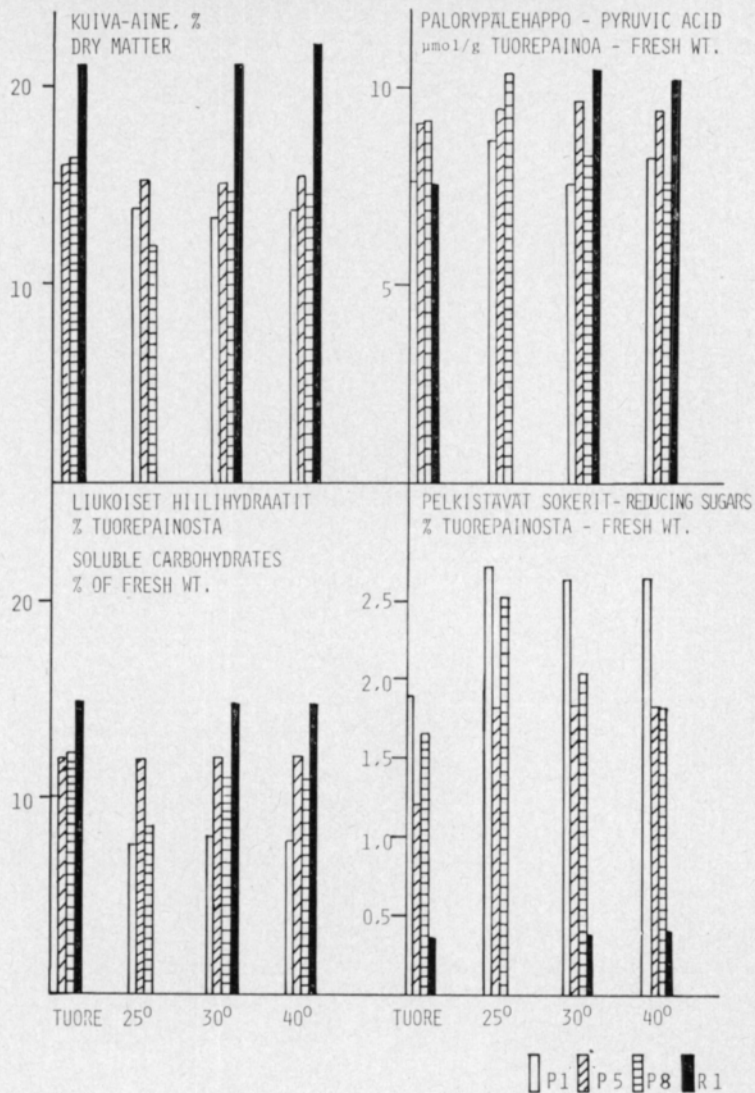 KUIVA-AINE, %
DRY MATTER
20
10
PALORYPÄLEHAPPO - PYRUVIC ACID
µmol/g TUOREPAINOA - FRESH WT.
10
5
LIUKOISET HIILIHYDRAATIT
% TUOREPAINOSTA
SOLUBLE CARBOHYDRATES
% OF FRESH WT.
20
10
TUORE 25° 30° 40°
PELKISTÄVÄT SOKERIT-REDUCING SUGARS
% TUOREPAINOSTA - FRESH WT.
2.5
2.0
1.5
1.0
0.5
TUORE 25° 30° 40°
P1 P5 P8 R1